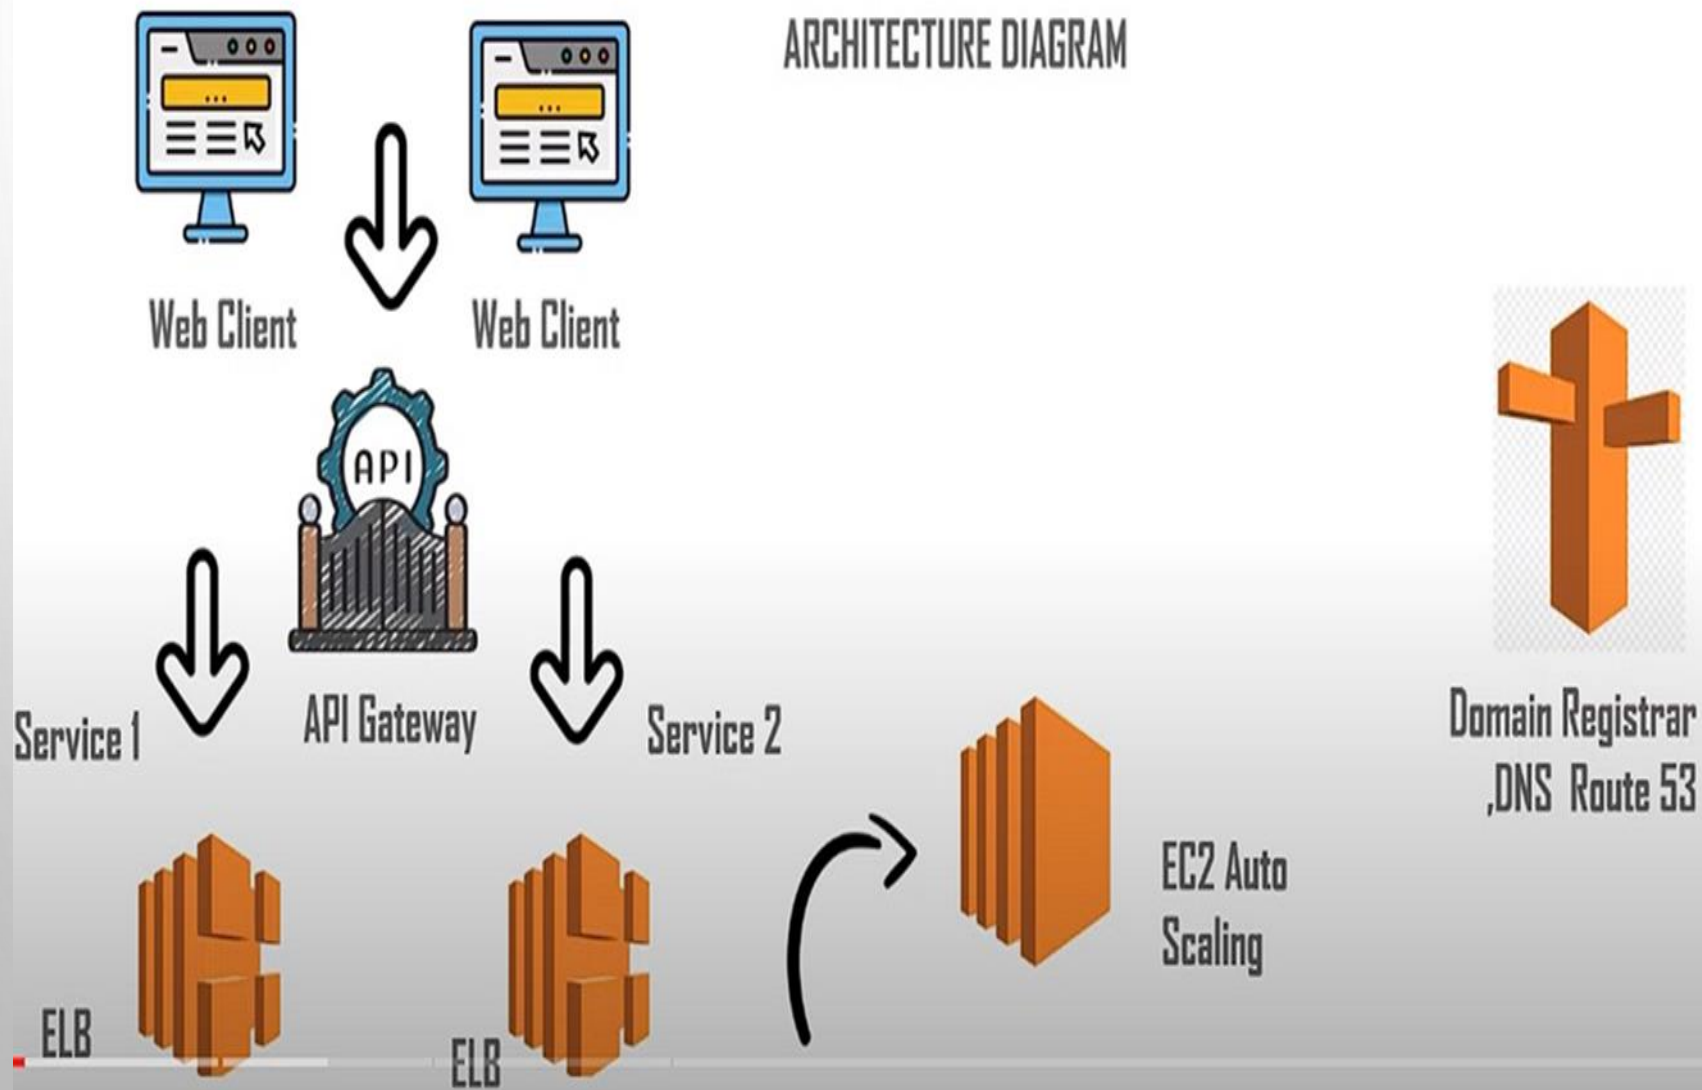 ARCHITECTURE DIAGRAM
Web Client
Web Client
API
API Gateway
Service 1
Service 2
Domain Registrar
,DNS Route 53
EC2 Auto
Scaling
ELB
ELB